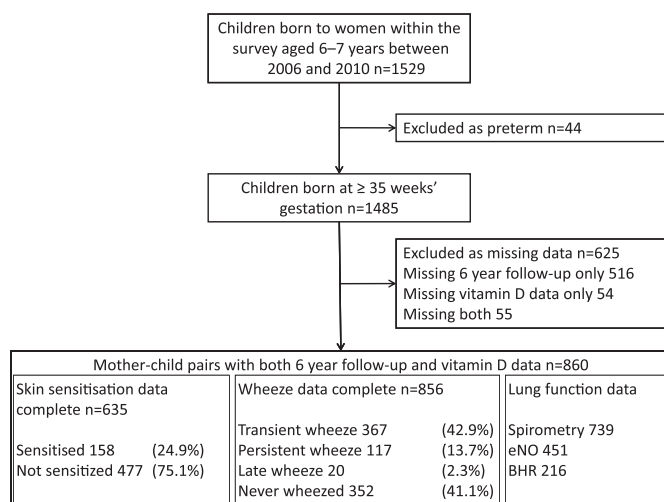 Children born to women within the
survey aged 6–7 years between
2006 and 2010 n=1529
Excluded as preterm n=44
Children born at ≥ 35 weeks’
gestation n=1485
Excluded as missing data n=625
Missing 6 year follow-up only 516
Missing vitamin D data only 54
Missing both 55
Mother-child pairs with both 6 year follow-up and vitamin D data n=860
Skin sensitisation data
complete n=635
Sensitised 158 (24.9%)
Not sensitized 477 (75.1%)
Wheeze data complete n=856
Transient wheeze 367 (42.9%)
Persistent wheeze 117 (13.7%)
Late wheeze 20 (2.3%)
Never wheezed 352 (41.1%)
Lung function data
Spirometry 739
eNO 451
BHR 216